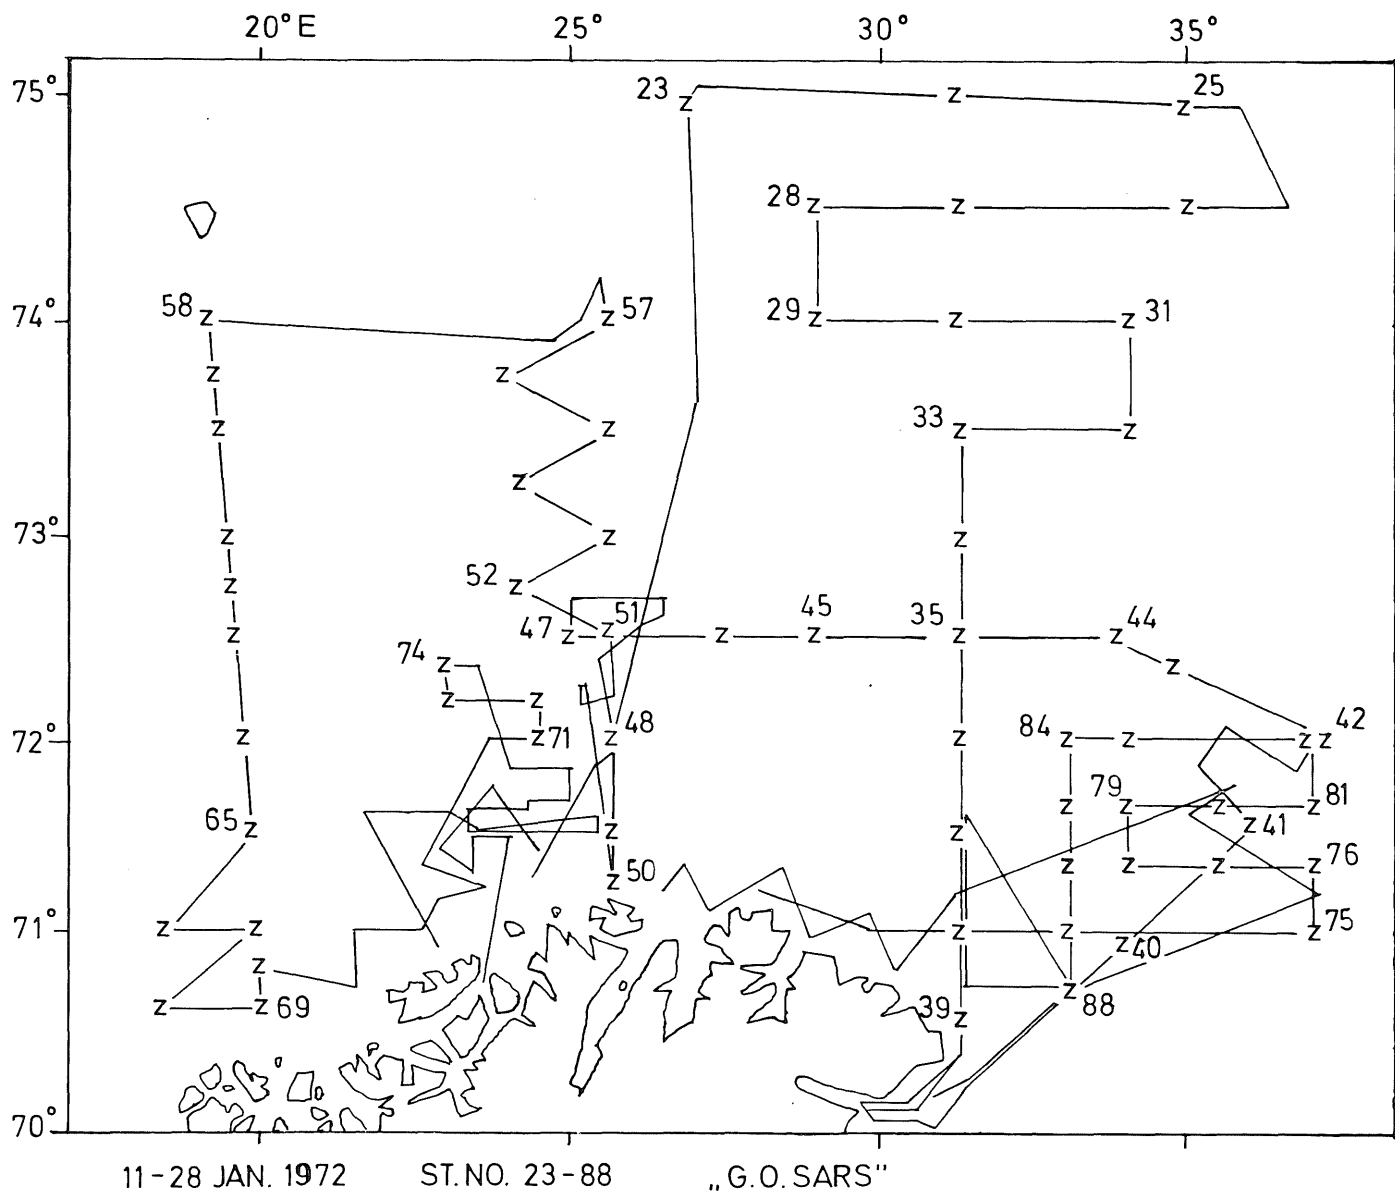 20° E 25° 30° 35°
75° 23 Z Z Z 25
28 Z Z Z
74° 58 Z Z 57 29 Z Z Z 31
Z Z
Z Z 33 Z Z
Z
73° Z Z Z
Z 52 Z
Z 47 Z Z 51 Z 45 Z 35 Z Z 44
74 Z Z
Z Z
72° Z Z 71 Z 48 Z 84 Z Z Z Z 42
79 Z Z Z 81
65 Z Z Z Z 41
Z 50 Z Z Z Z 76
71° Z Z Z Z Z 75
Z Z 40
Z Z 69 39 Z Z 88
70°
11-28 JAN. 1972 ST. NO. 23-88 „G.O. SARS"